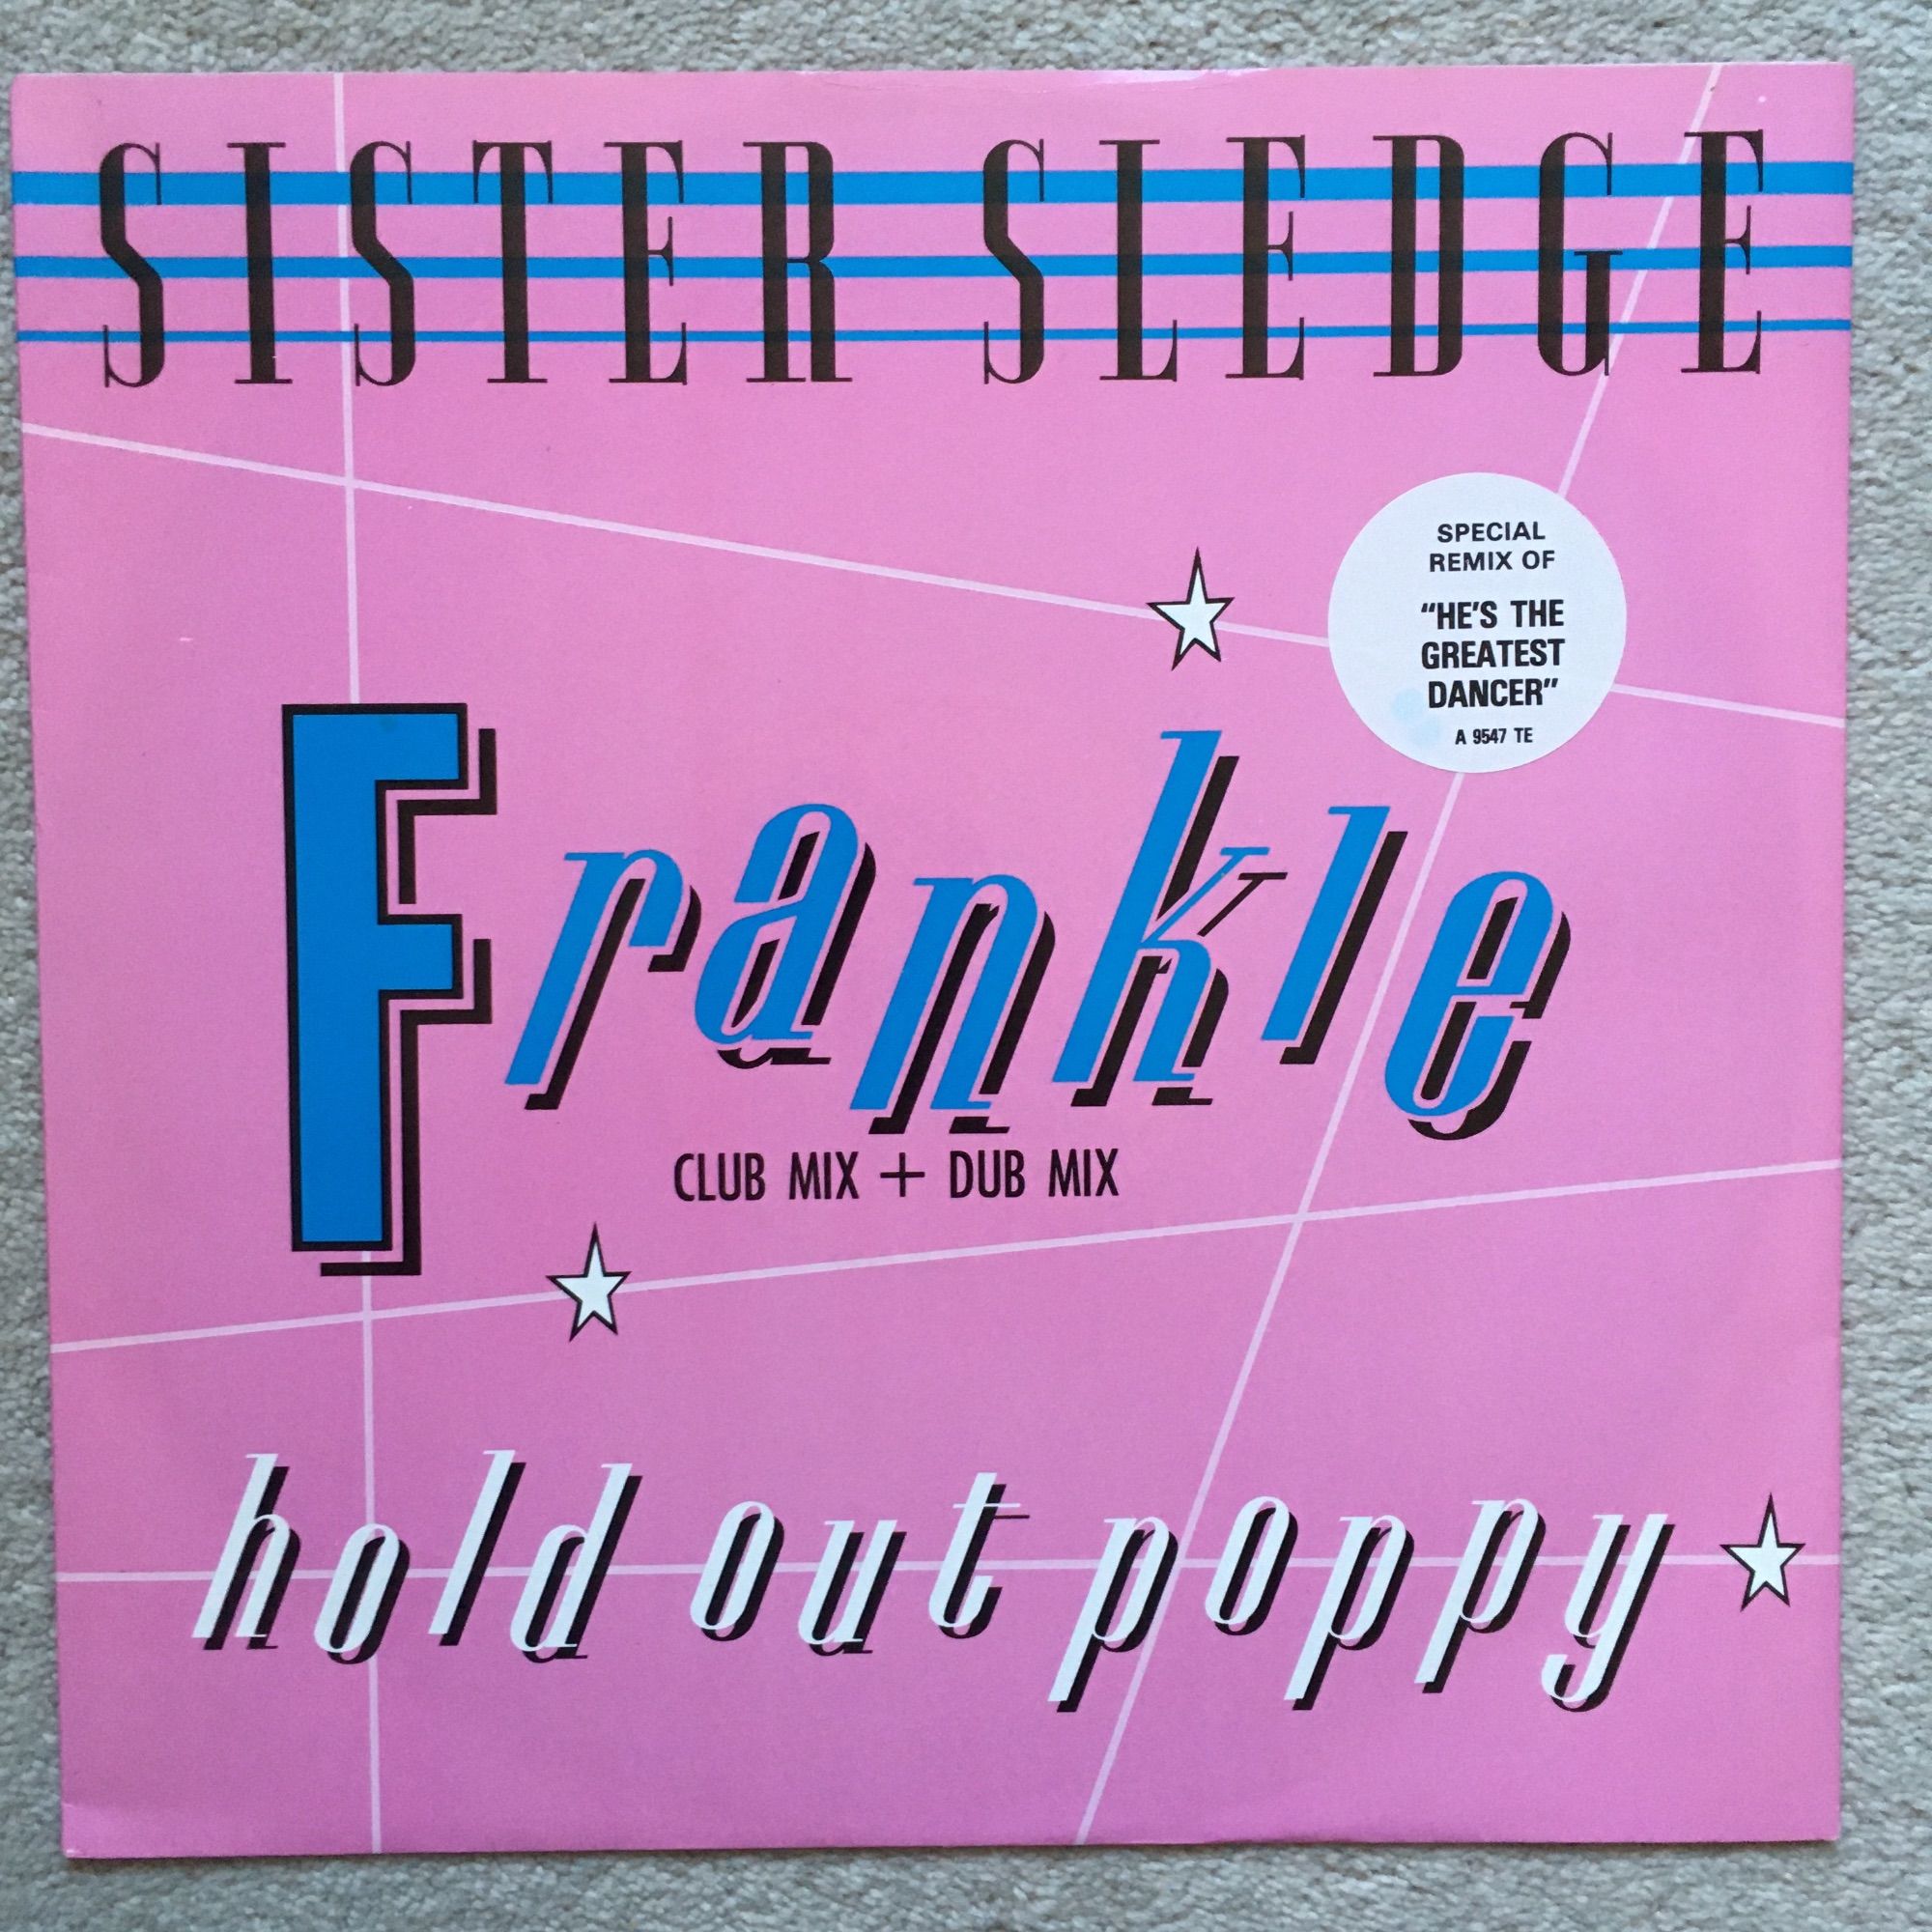 SISTER SLEDGE
SPECIAL
REMIX OF
"HE'S THE
GREATEST
DANCER"
A 9547 TE
Frankie
CLUB MIX + DUB MIX
hold out poppy